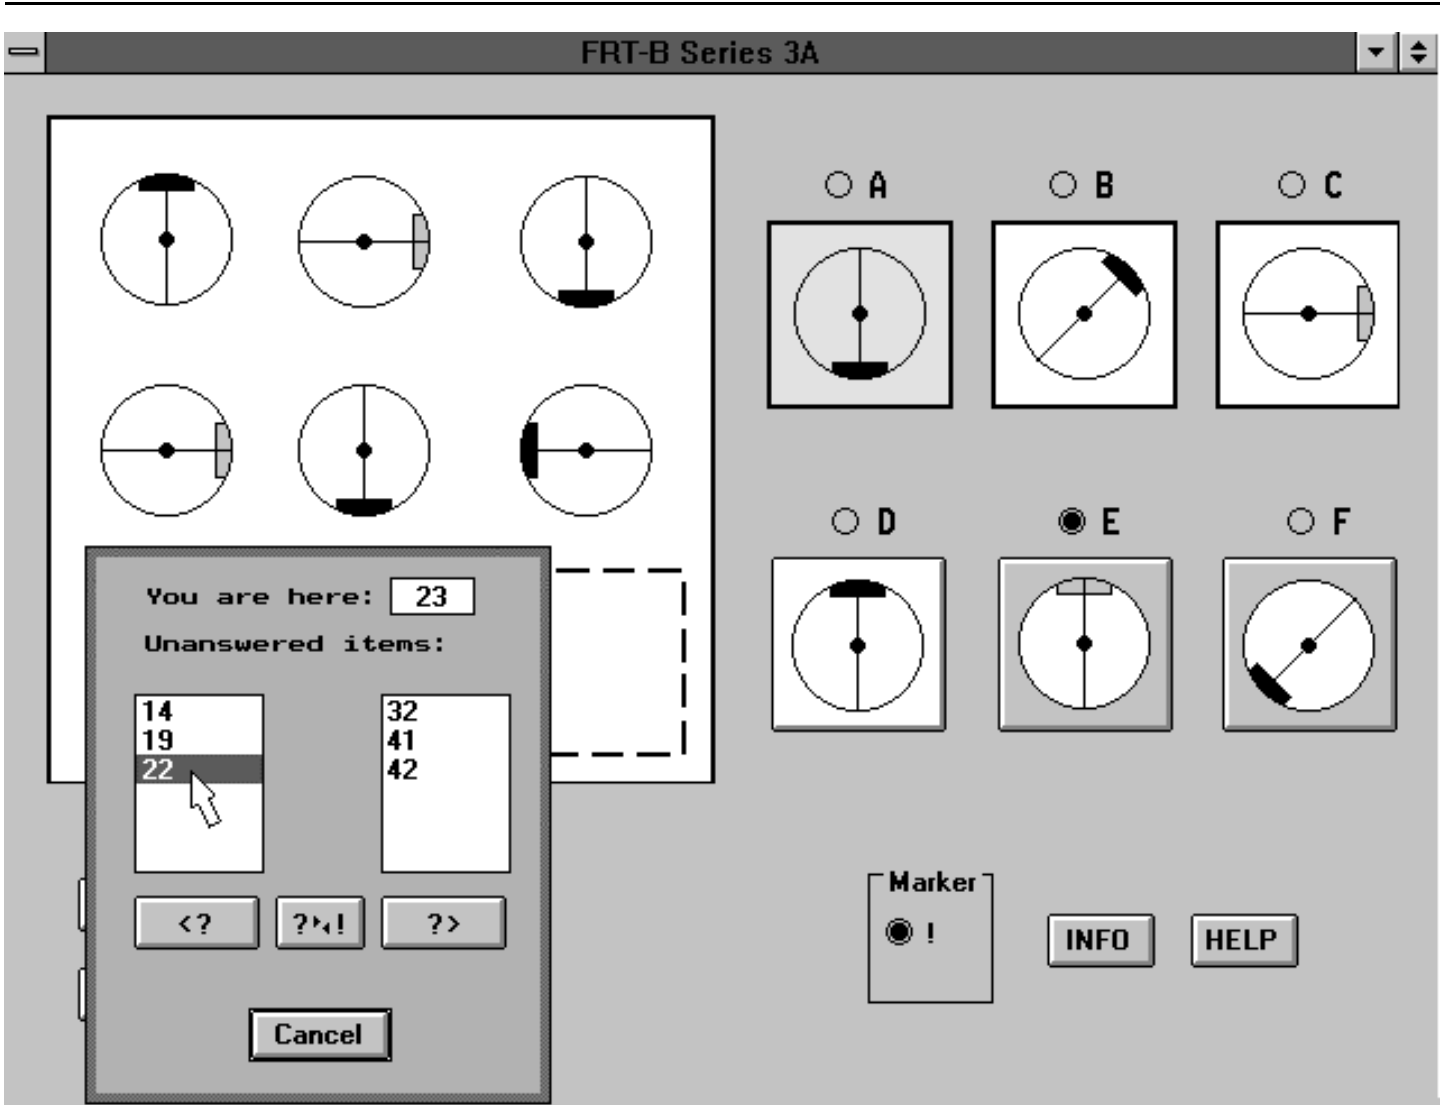 FRT-B Series 3A
A B C
D E F
You are here: 23
Unanswered items:
14 32
19 41
22 42
<? ?! ?>
Cancel
Marker
!
INFO HELP